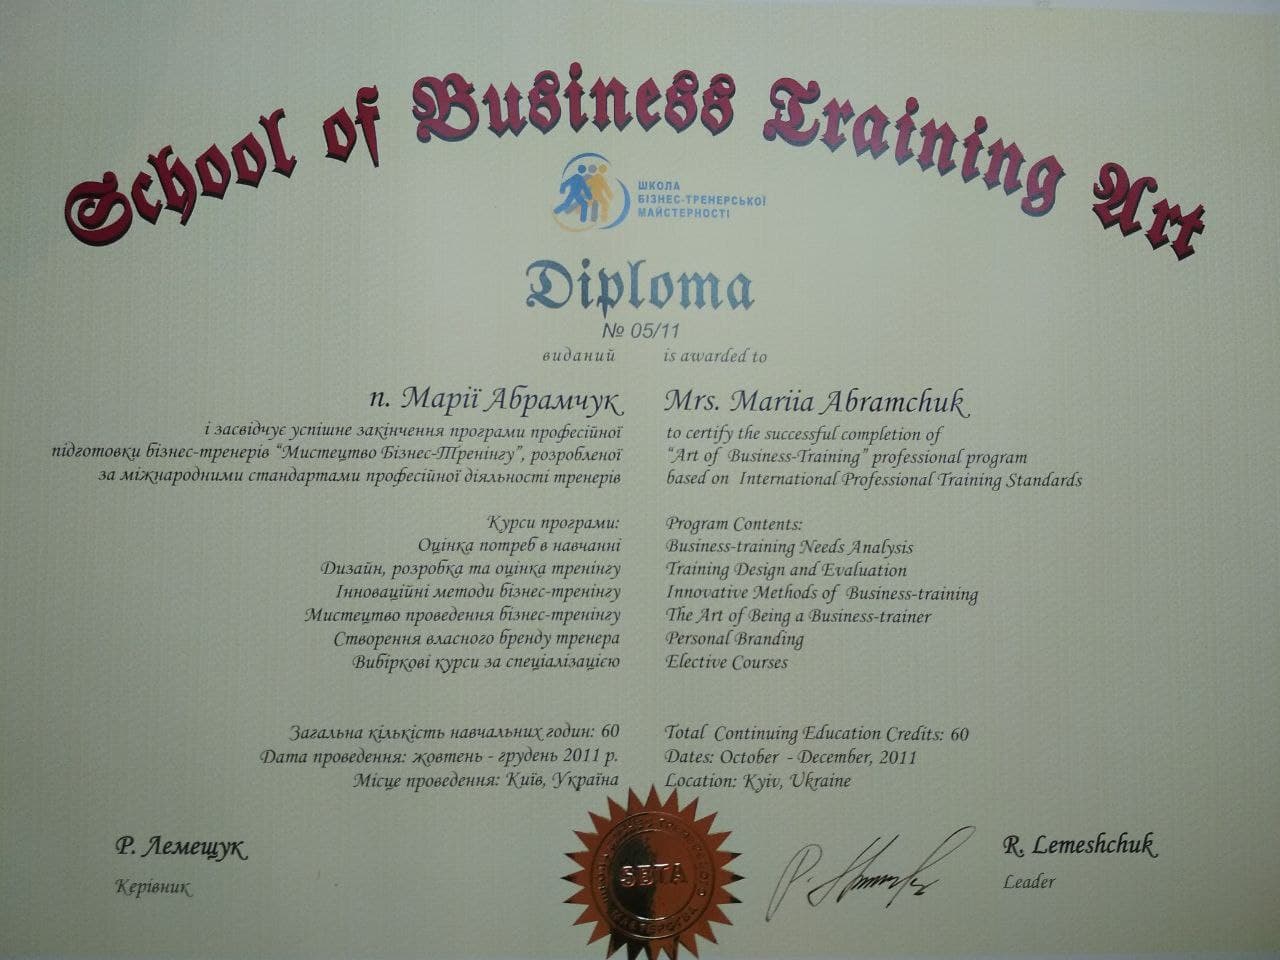 School of Business Training Art
ШКОЛА
БІЗНЕС-ТРЕНЕРСЬКОЇ
МАЙСТЕРНОСТІ
Diploma
№ 05/11
виданий
п. Марії Абрамчук
і засвідчує успішне закінчення програми професійної
підготовки бізнес-тренерів “Мистецтво Бізнес-Тренінгу”, розробленої
за міжнародними стандартами професійної діяльності тренерів
Курси програми:
Оцінка потреб в навчанні
Дизайн, розробка та оцінка тренінгу
Інноваційні методи бізнес-тренінгу
Мистецтво проведення бізнес-тренінгу
Створення власного бренду тренера
Вибіркові курси за спеціалізацією
Загальна кількість навчальних годин: 60
Дата проведення: жовтень - грудень 2011 р.
Місце проведення: Київ, Україна
Р. Лемещук
Керівник
is awarded to
Mrs. Mariia Abramchuk
to certify the successful completion of
“Art of Business-Training” professional program
based on International Professional Training Standards
Program Contents:
Business-training Needs Analysis
Training Design and Evaluation
Innovative Methods of Business-training
The Art of Being a Business-trainer
Personal Branding
Elective Courses
Total Continuing Education Credits: 60
Dates: October - December, 2011
Location: Kyiv, Ukraine
SBTA
R. Lemeshchuk
Leader